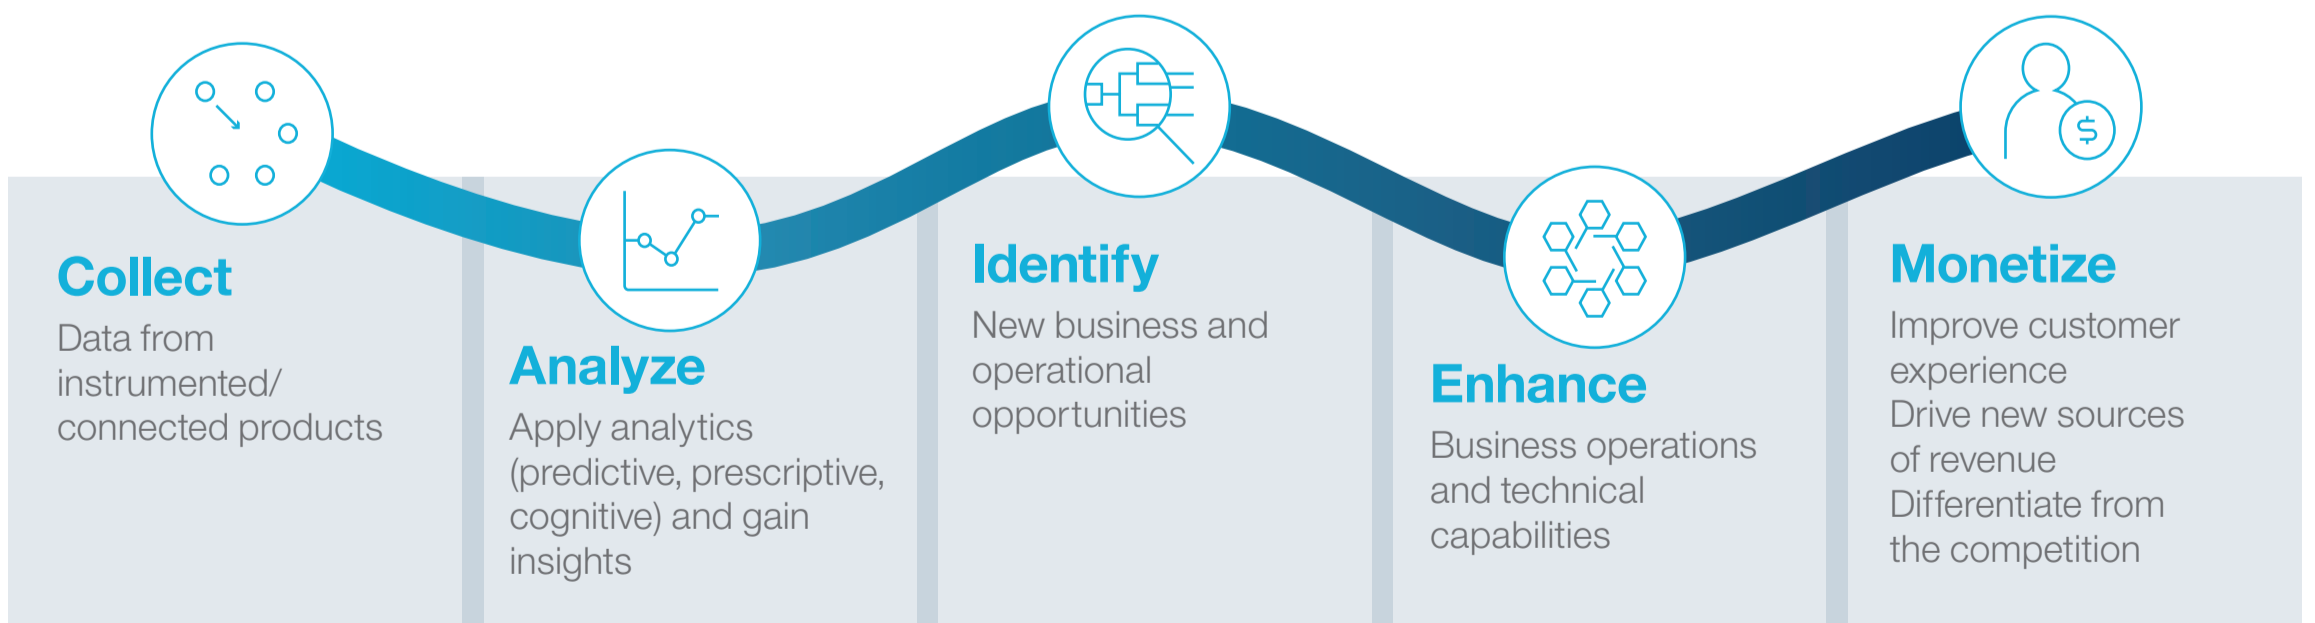 Collect
Data from
instrumented/
connected products
Analyze
Apply analytics
(predictive, prescriptive,
cognitive) and gain
insights
Identify
New business and
operational
opportunities
Enhance
Business operations
and technical
capabilities
$
Monetize
Improve customer
experience
Drive new sources
of revenue
Differentiate from
the competition